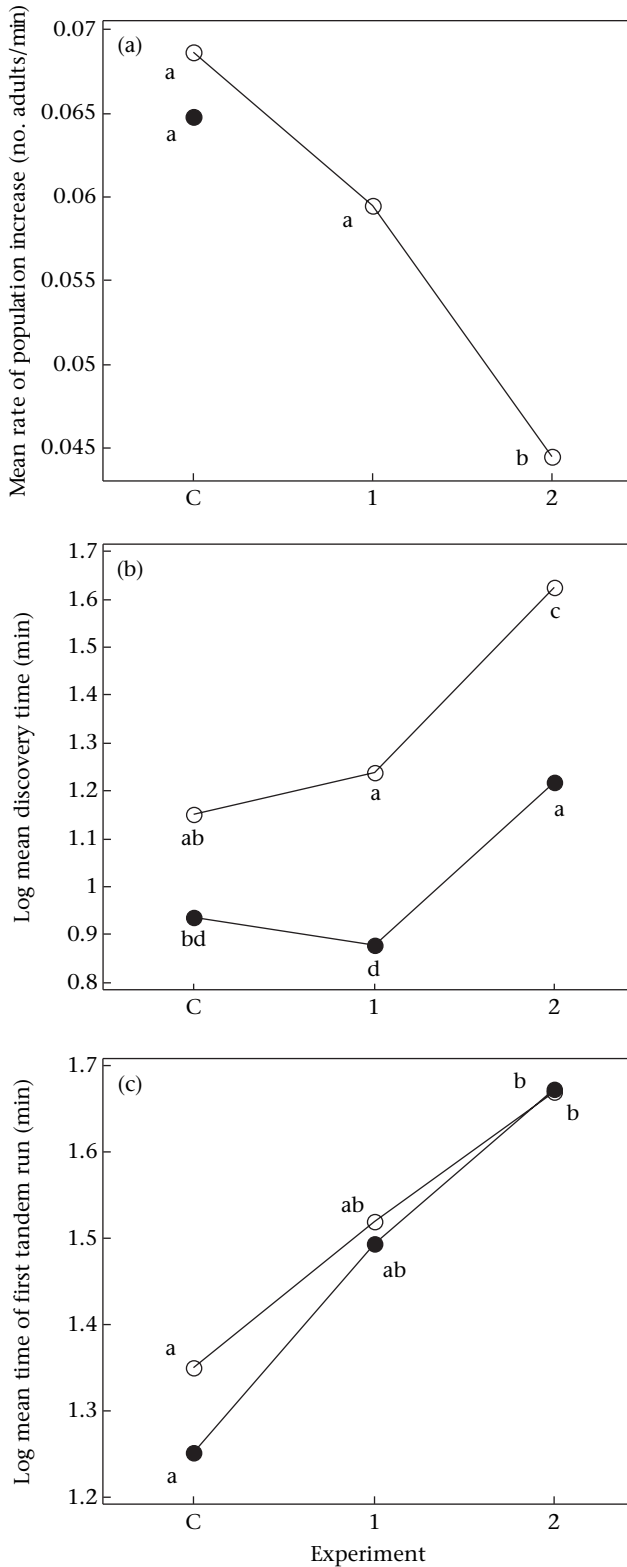 (a)
Mean rate of population increase (no. adults/min)
0.07
0.065
0.06
0.055
0.05
0.045
a
a
a
b
C
1
2
(b)
Log mean discovery time (min)
1.7
1.6
1.5
1.4
1.3
1.2
1.1
1
0.9
0.8
c
a
ab
a
bd
d
C
1
2
(c)
Log mean time of first tandem run (min)
1.7
1.6
1.5
1.4
1.3
1.2
b
b
ab
ab
a
a
C
1
2
Experiment